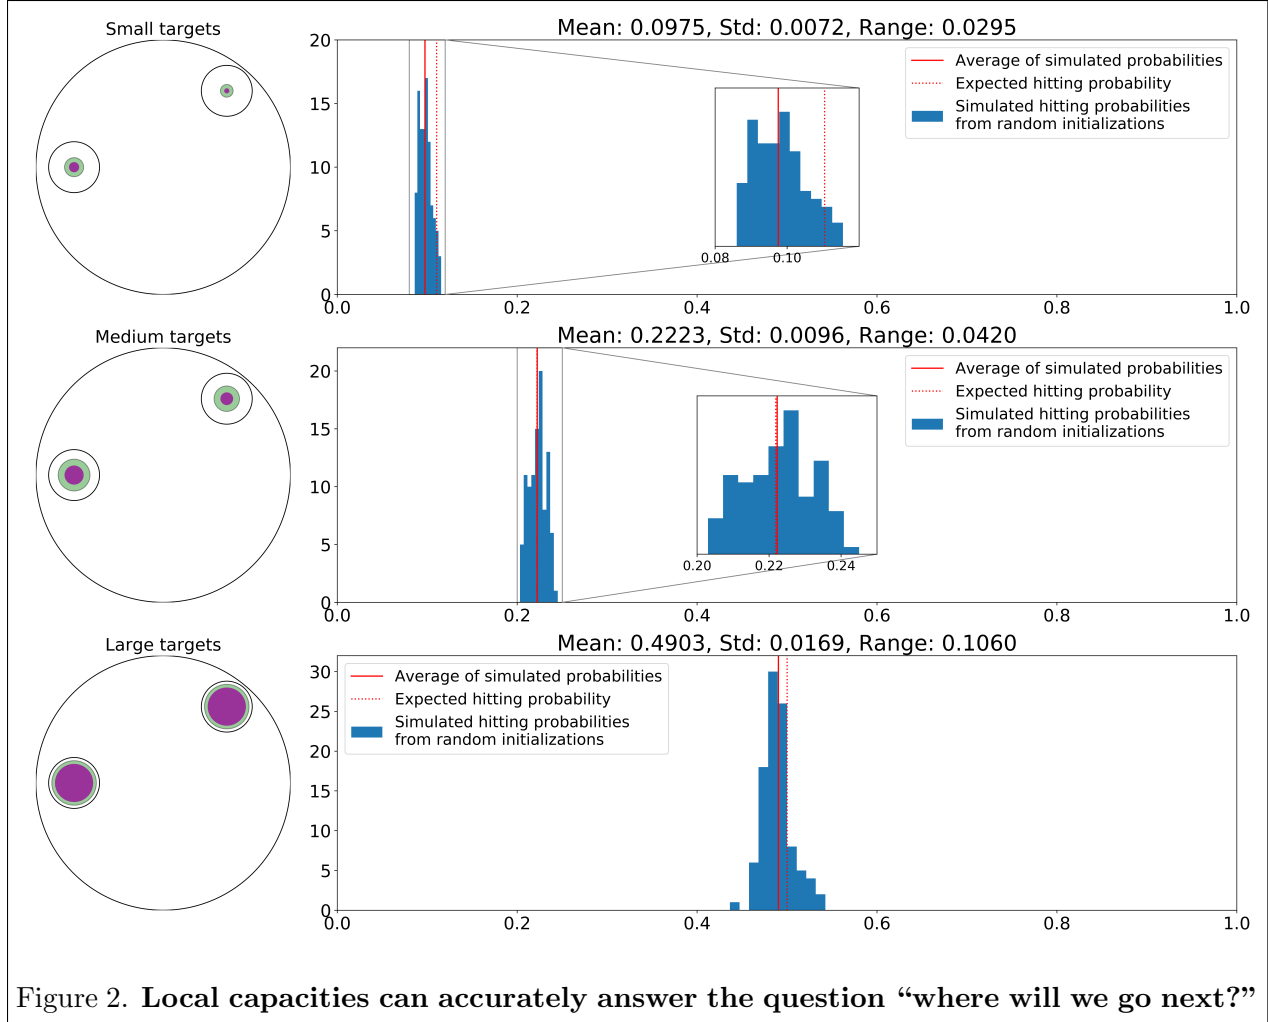 Small targets
Mean: 0.0975, Std: 0.0072, Range: 0.0295
20
15
10
5
0
0.0 0.2 0.4 0.6 0.8 1.0
Average of simulated probabilities
Expected hitting probability
Simulated hitting probabilities
from random initializations
0.08 0.10
Medium targets
Mean: 0.2223, Std: 0.0096, Range: 0.0420
20
15
10
5
0
0.0 0.2 0.4 0.6 0.8 1.0
Average of simulated probabilities
Expected hitting probability
Simulated hitting probabilities
from random initializations
0.20 0.22 0.24
Large targets
Mean: 0.4903, Std: 0.0169, Range: 0.1060
30
25
20
15
10
5
0
0.0 0.2 0.4 0.6 0.8 1.0
Average of simulated probabilities
Expected hitting probability
Simulated hitting probabilities
from random initializations
Figure 2. Local capacities can accurately answer the question “where will we go next?”